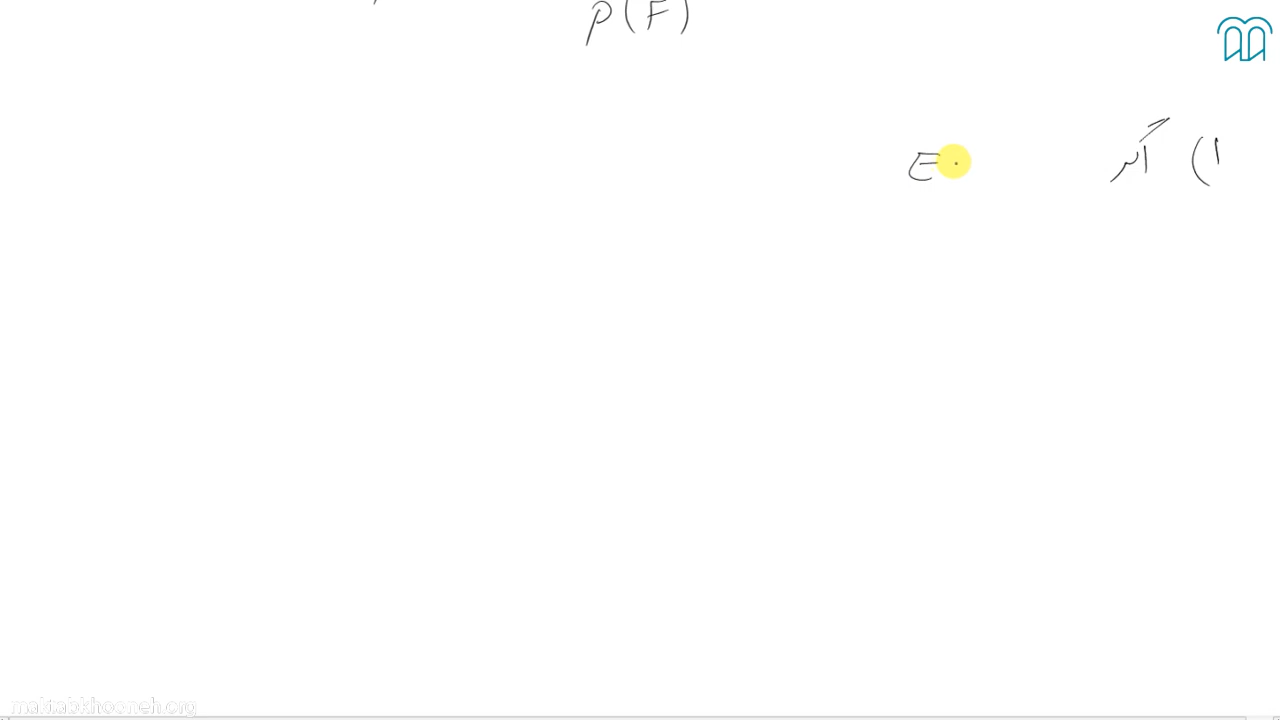 P(F)
۱) اگر E
maktabkhooneh.org